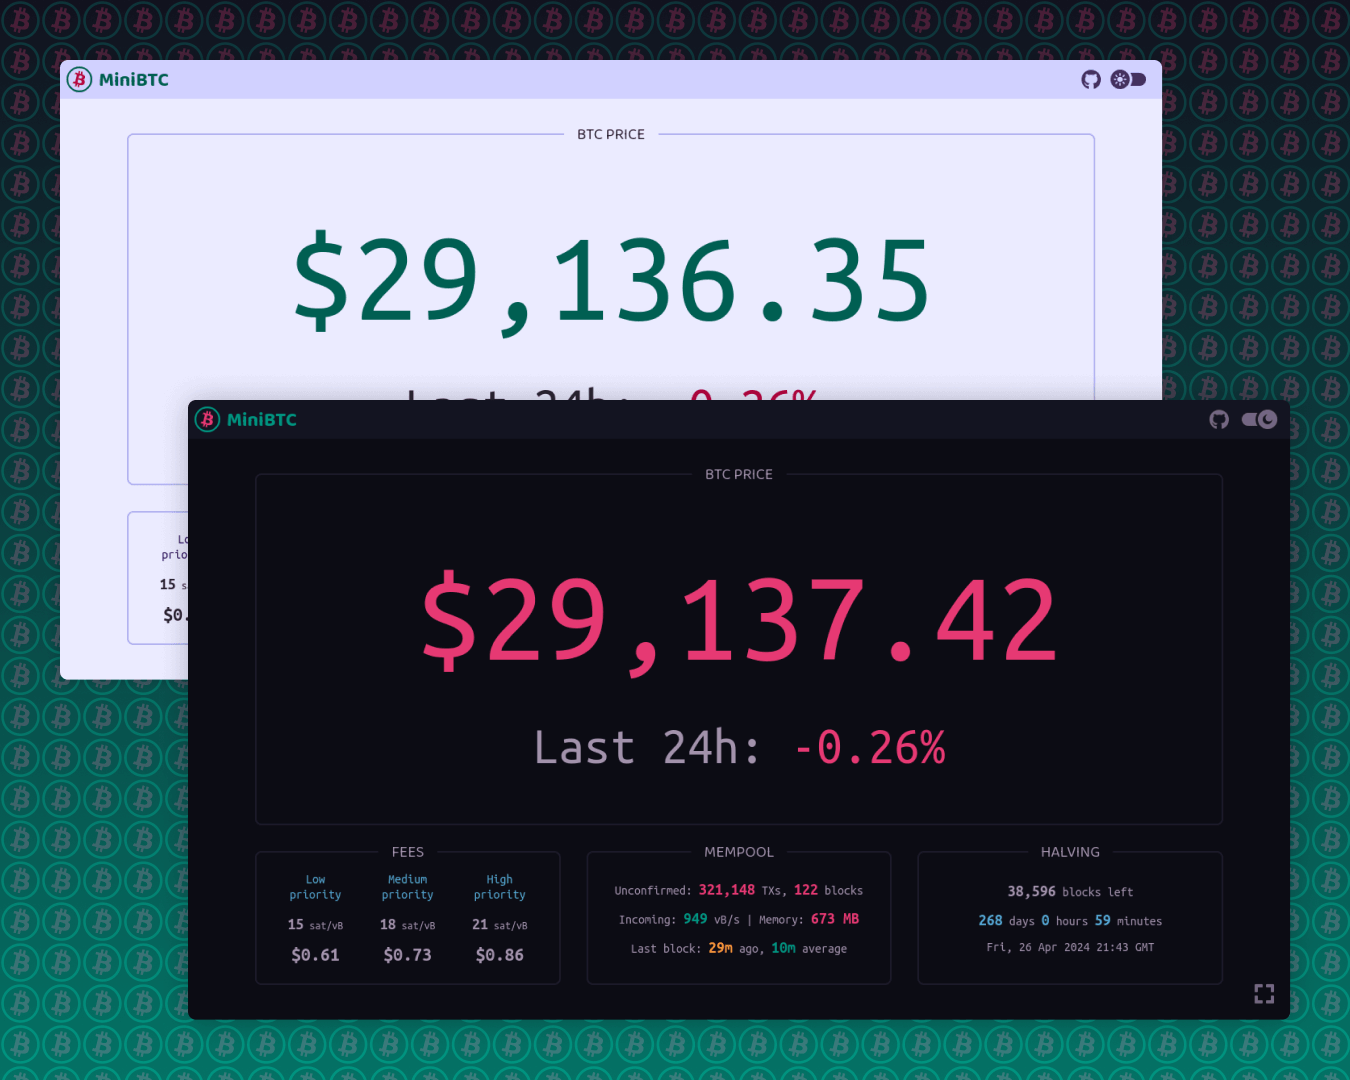 MiniBTC
BTC PRICE
$29,136.35
Last 24h: -0.26%
15
$0.
MiniBTC
BTC PRICE
$29,137.42
Last 24h: -0.26%
FEES
Low priority
Medium priority
High priority
15 sat/vB
18 sat/vB
21 sat/vB
$0.61
$0.73
$0.86
MEMPOOL
Unconfirmed: 321,148 TXs, 122 blocks
Incoming: 949 vB/s | Memory: 673 MB
Last block: 29m ago, 10m average
HALVING
38,596 blocks left
268 days 0 hours 59 minutes
Fri, 26 Apr 2024 21:43 GMT